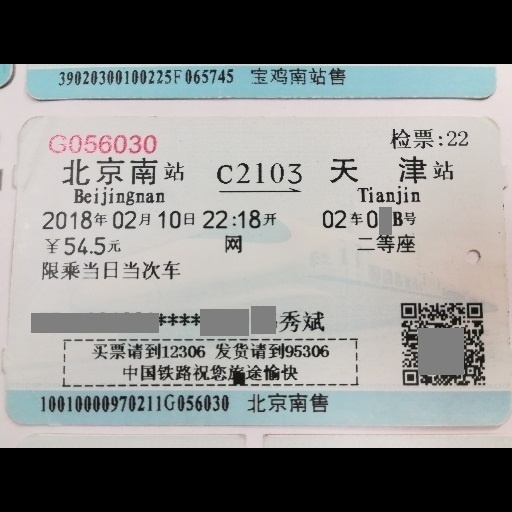 39020300100225F065745 宝鸡南站售
G056030 检票:22
北京南站 C2103 天津站
Beijingnan Tianjin
2018年02月10日22:18开 02车0B号
￥54.5元 网 二等座
限乘当日当次车
**** 秀斌
买票请到12306 发货请到95306
中国铁路祝您旅途愉快
10010000970211G056030 北京南售